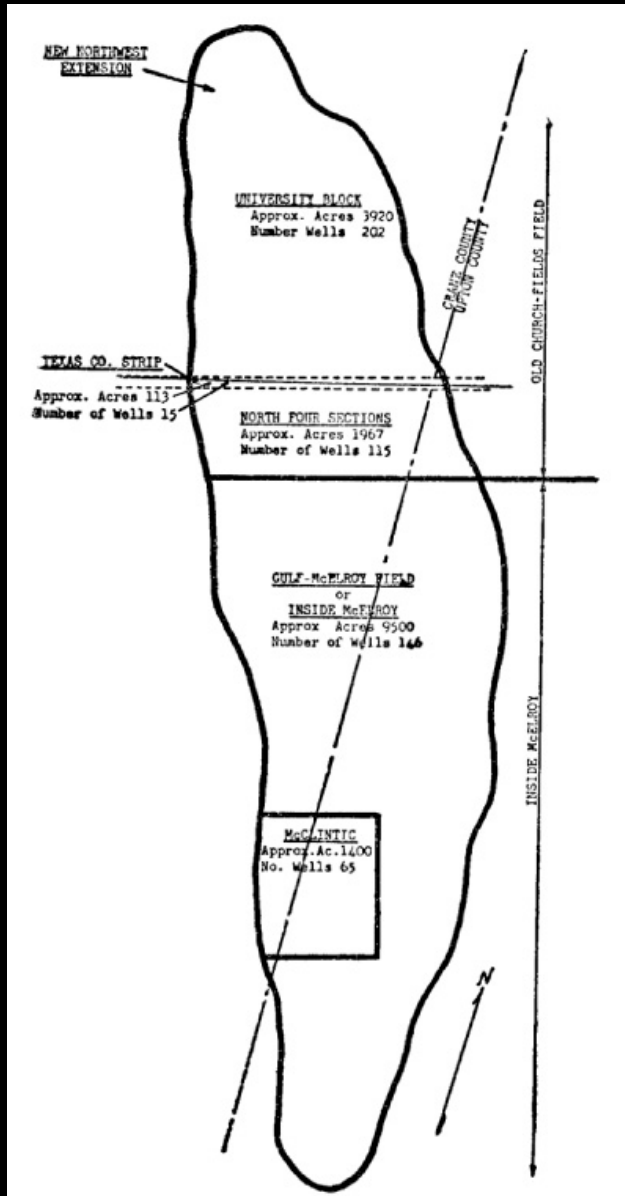 NEW NORTHWEST
EXTENSION
UNIVERSITY BLOCK
Approx. Acres 3920
Number Wells 202
CRANE COUNTY
UPTON COUNTY
OLD CHURCH-FIELDS FIELD
TEXAS CO. STRIP
Approx. Acres 113
Number of Wells 15
NORTH FOUR SECTIONS
Approx. Acres 1967
Number of Wells 115
GULF-McELROY FIELD
or
INSIDE McELROY
Approx Acres 9500
Number of Wells 146
INSIDE McELROY
McCLINTIC
Approx.Ac.1400
No. Wells 65
N